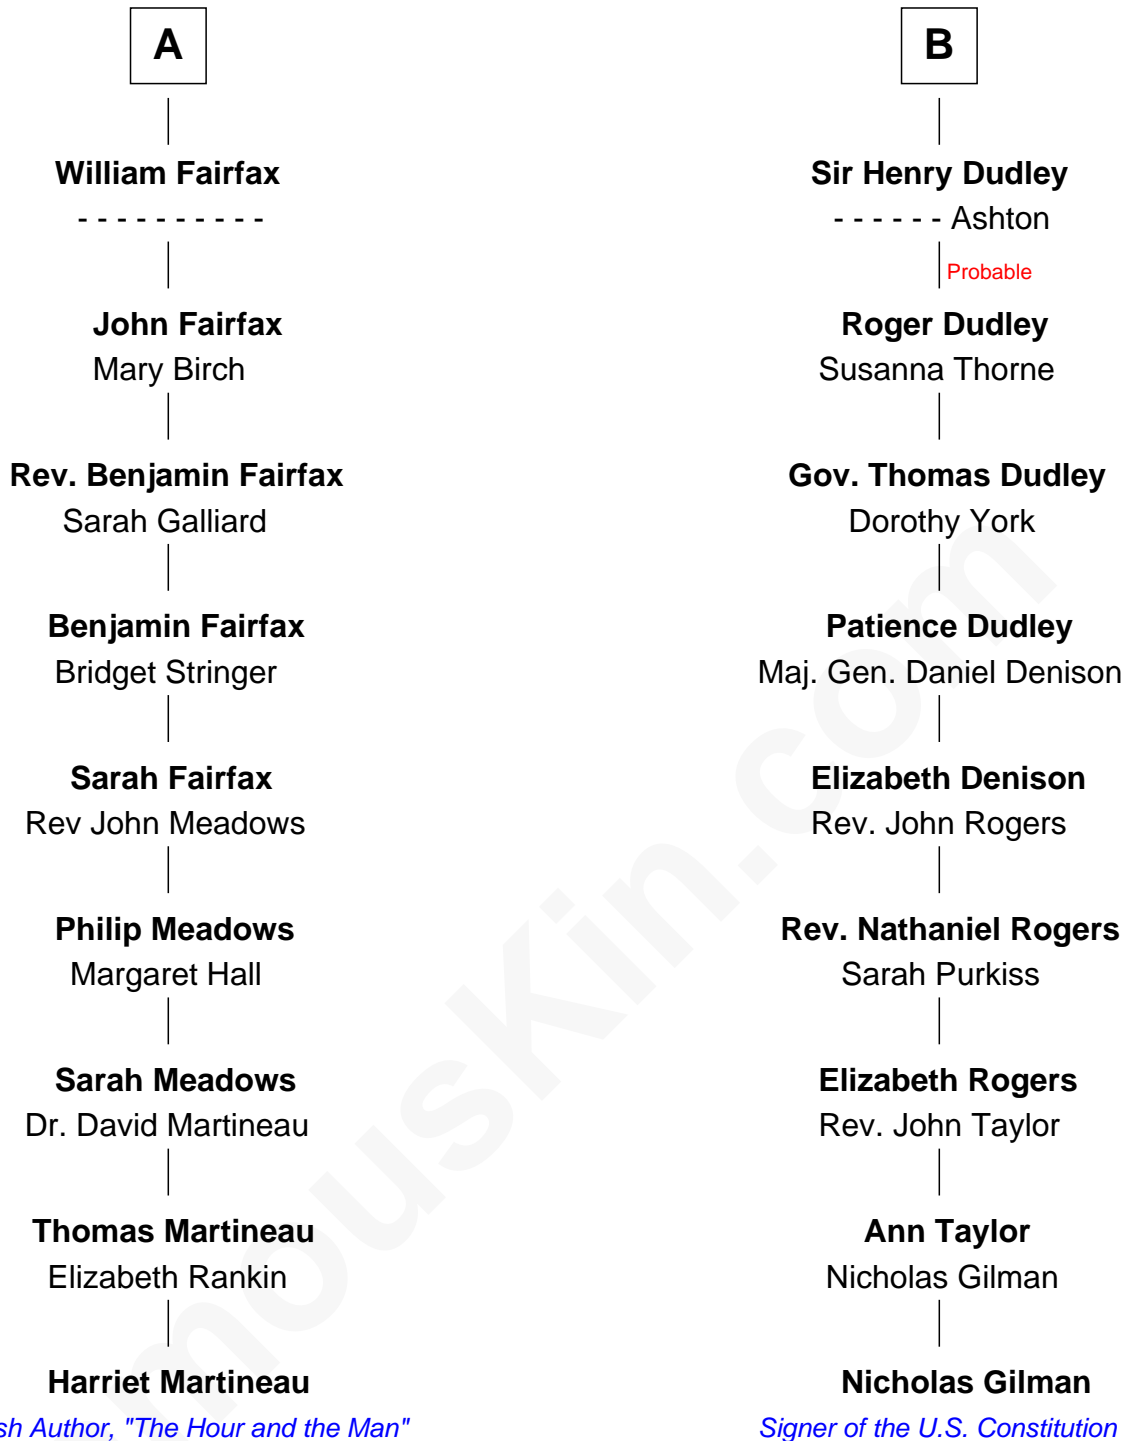 A
William Fairfax
- - - - - - - - - -
John Fairfax
Mary Birch
Rev. Benjamin Fairfax
Sarah Galliard
Benjamin Fairfax
Bridget Stringer
Sarah Fairfax
Rev John Meadows
Philip Meadows
Margaret Hall
Sarah Meadows
Dr. David Martineau
Thomas Martineau
Elizabeth Rankin
Harriet Martineau
sh Author, "The Hour and the Man"
B
Sir Henry Dudley
- - - - - - Ashton
Probable
Roger Dudley
Susanna Thorne
Gov. Thomas Dudley
Dorothy York
Patience Dudley
Maj. Gen. Daniel Denison
Elizabeth Denison
Rev. John Rogers
Rev. Nathaniel Rogers
Sarah Purkiss
Elizabeth Rogers
Rev. John Taylor
Ann Taylor
Nicholas Gilman
Nicholas Gilman
Signer of the U.S. Constitution
mousKin.com